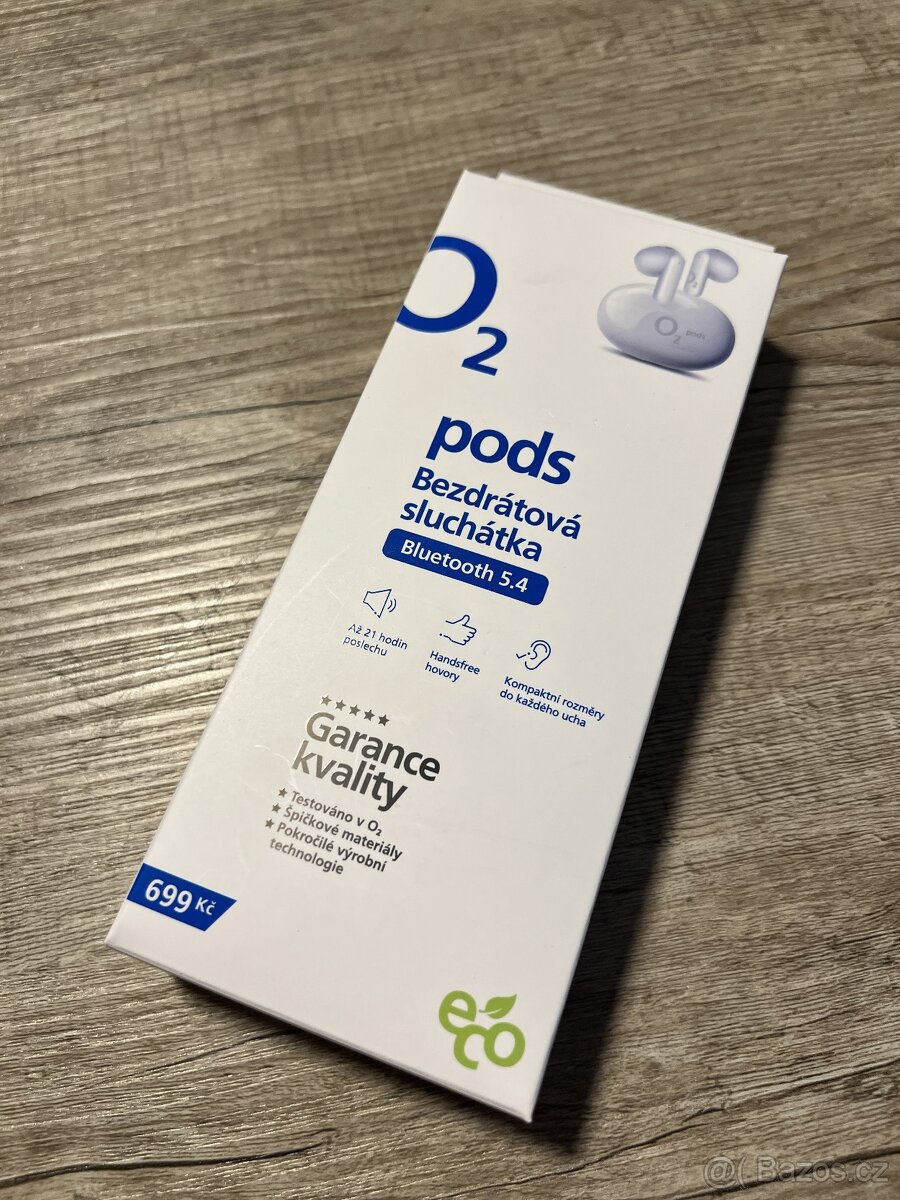 O2
pods
O2 pods
Bezdrátová
sluchátka
Bluetooth 5.4
Až 21 hodin
poslechu
Handsfree
hovory
Kompaktní rozměry
do každého ucha
Garance
kvality
★ Testováno v O2
★ Špičkové materiály
★ Pokročilé výrobní
technologie
699 Kč
eco
@( Bazos.cz